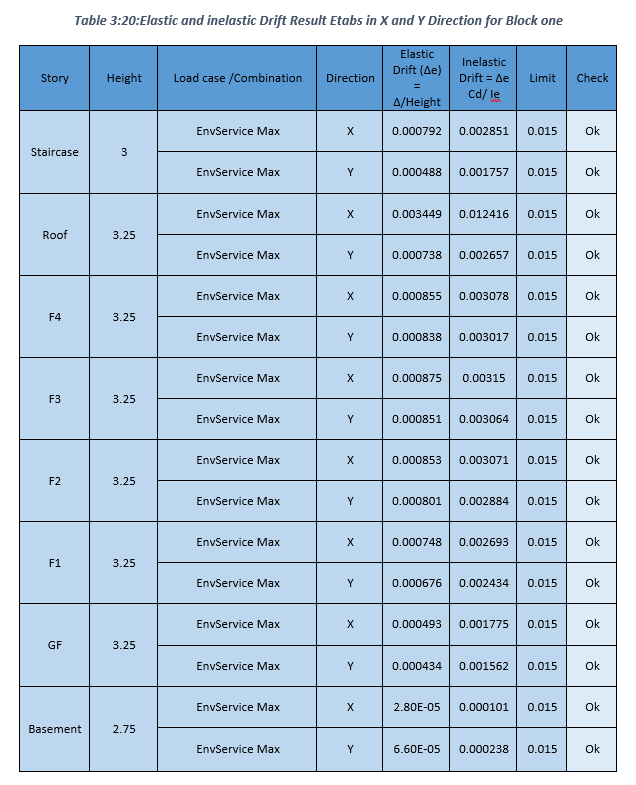 Table 3:20:Elastic and inelastic Drift Result Etabs in X and Y Direction for Block one
Story Height Load case /Combination Direction Elastic Drift (Δe) = Δ/Height Inelastic Drift = Δe Cd/ Ie Limit Check
Staircase 3 EnvService Max X 0.000792 0.002851 0.015 Ok
EnvService Max Y 0.000488 0.001757 0.015 Ok
Roof 3.25 EnvService Max X 0.003449 0.012416 0.015 Ok
EnvService Max Y 0.000738 0.002657 0.015 Ok
F4 3.25 EnvService Max X 0.000855 0.003078 0.015 Ok
EnvService Max Y 0.000838 0.003017 0.015 Ok
F3 3.25 EnvService Max X 0.000875 0.00315 0.015 Ok
EnvService Max Y 0.000851 0.003064 0.015 Ok
F2 3.25 EnvService Max X 0.000853 0.003071 0.015 Ok
EnvService Max Y 0.000801 0.002884 0.015 Ok
F1 3.25 EnvService Max X 0.000748 0.002693 0.015 Ok
EnvService Max Y 0.000676 0.002434 0.015 Ok
GF 3.25 EnvService Max X 0.000493 0.001775 0.015 Ok
EnvService Max Y 0.000434 0.001562 0.015 Ok
Basement 2.75 EnvService Max X 2.80E-05 0.000101 0.015 Ok
EnvService Max Y 6.60E-05 0.000238 0.015 Ok